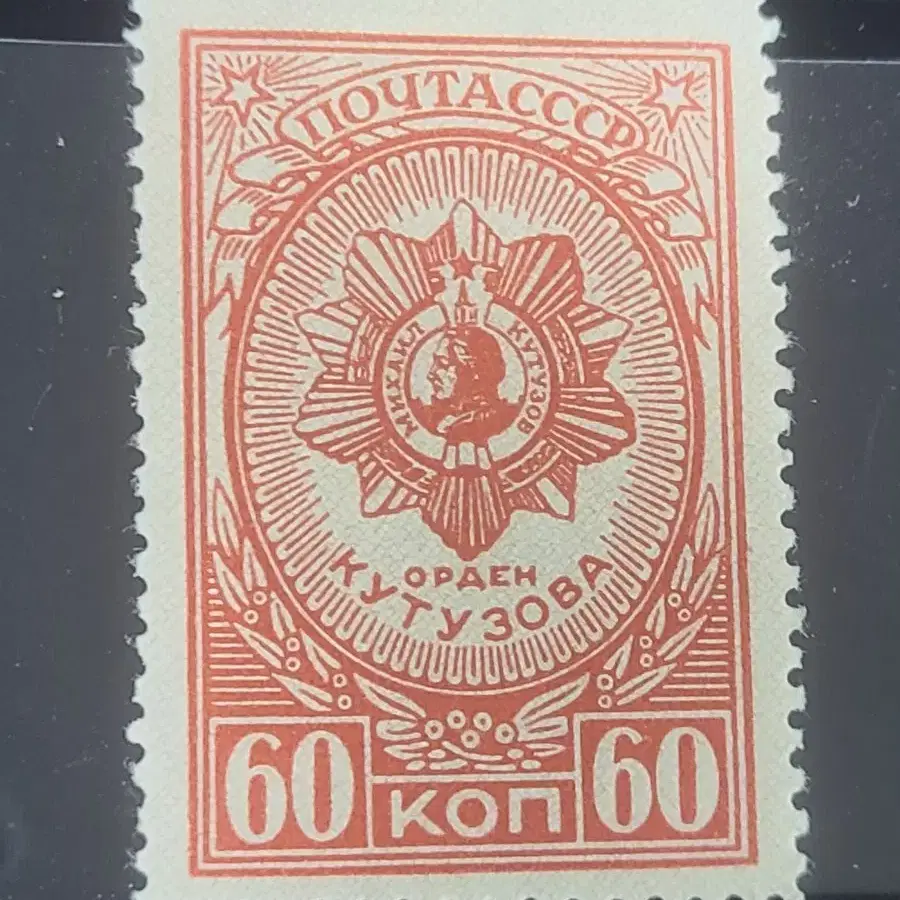 ПОЧТА СССР
МИХАИЛ КУТУЗОВ
ОРДЕН
КУТУЗОВА
60 КОП 60